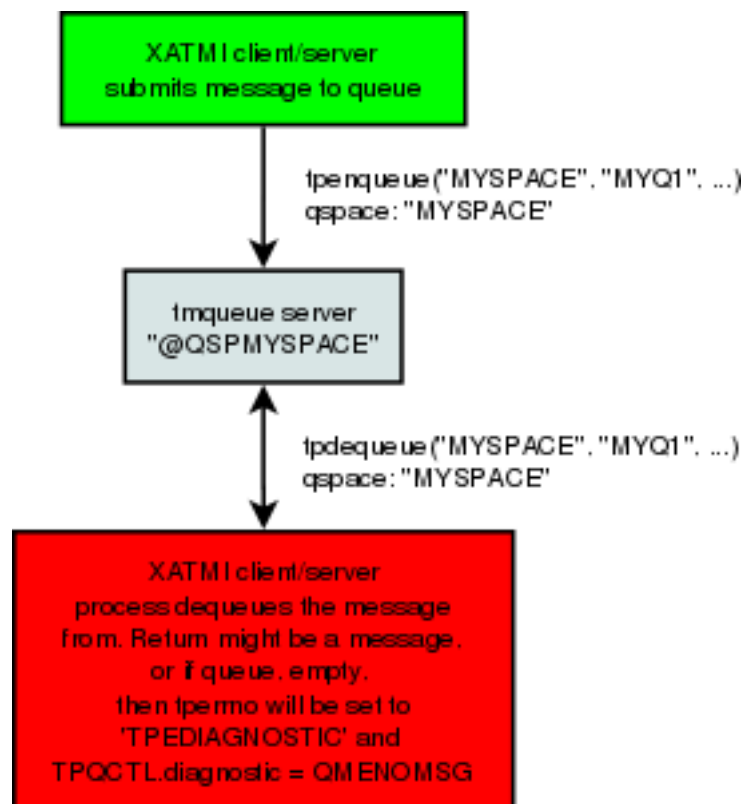 XATMI client/server
submits message to queue
tpenqueue("MYSPACE", "MYQ1", ...)
qspace: "MYSPACE"
tmqueue server
"@QSPMYSPACE"
tpdequeue("MYSPACE", "MYQ1", ...)
qspace: "MYSPACE"
XATMI client/server
process dequeues the message
from. Return might be a message,
or if queue, empty,
then tperrno will be set to
'TPEDIAGNOSTIC' and
TPQCTL.diagnostic = QMENOMSG